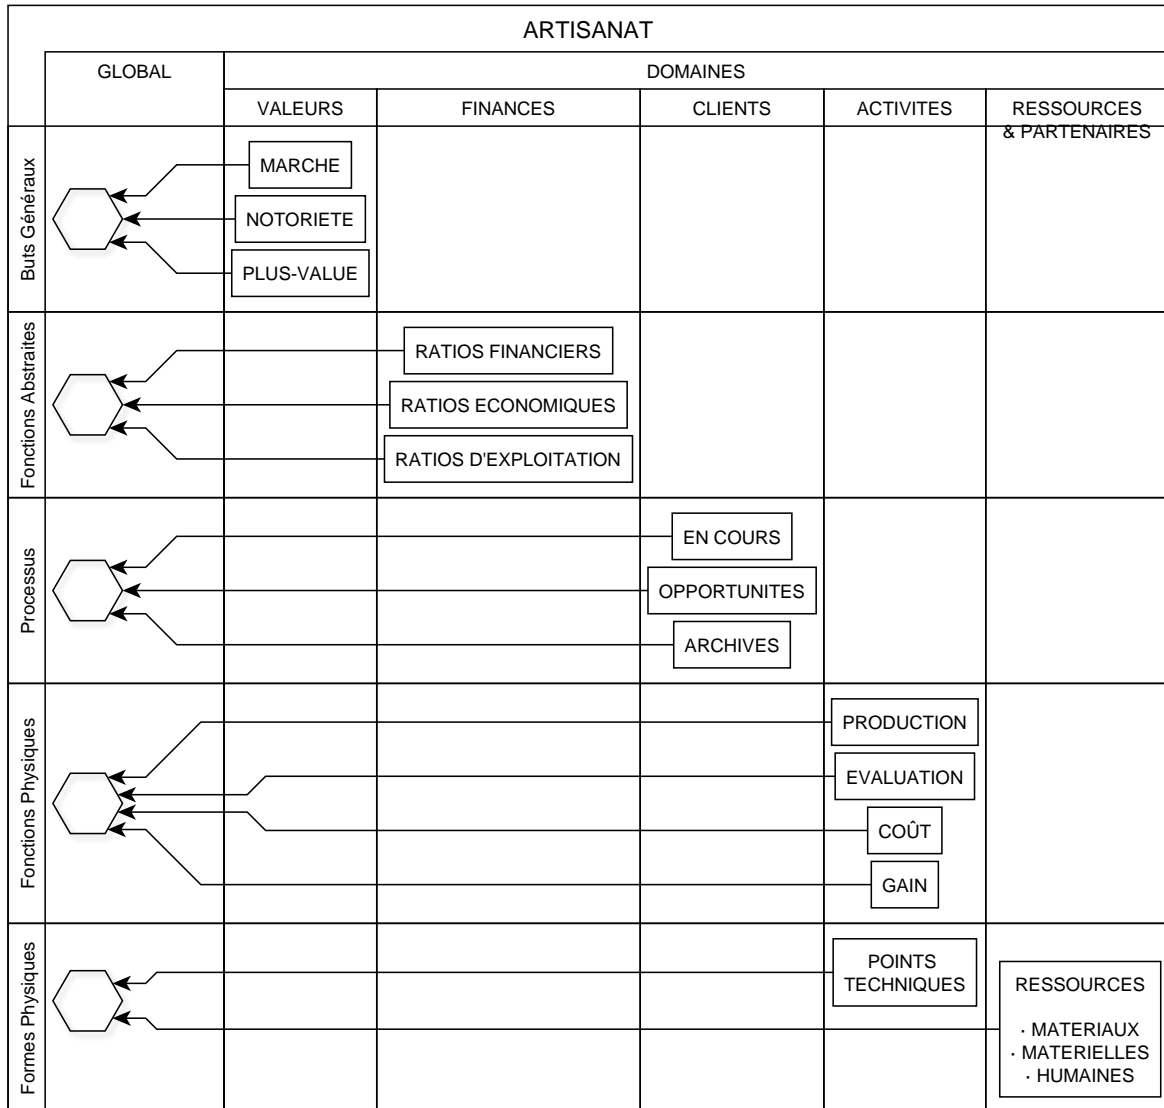 ARTISANAT
GLOBAL
DOMAINES
VALEURS
FINANCES
CLIENTS
ACTIVITES
RESSOURCES
& PARTENAIRES
Buts Généraux
MARCHE
NOTORIETE
PLUS-VALUE
Fonctions Abstraites
RATIOS FINANCIERS
RATIOS ECONOMIQUES
RATIOS D'EXPLOITATION
Processus
EN COURS
OPPORTUNITES
ARCHIVES
Fonctions Physiques
PRODUCTION
EVALUATION
COÛT
GAIN
Formes Physiques
POINTS
TECHNIQUES
RESSOURCES
· MATERIAUX
· MATERIELLES
· HUMAINES